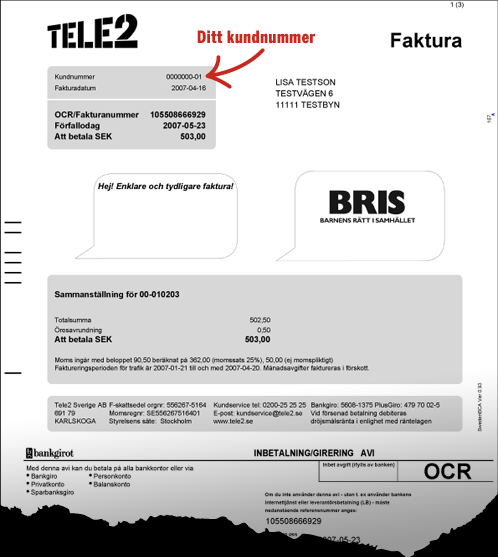 1 (3)
TELE2
Ditt kundnummer
Faktura
Kundnummer 0000000-01
Fakturadatum 2007-04-16
LISA TESTSON
TESTVÄGEN 6
11111 TESTBYN
OCR/Fakturanummer 105508666929
Förfallodag 2007-05-23
Att betala SEK 503,00
Hej! Enklare och tydligare faktura!
BRIS
BARNENS RÄTT I SAMHÄLLET
Sammanställning för 00-010203
Totalsumma 502,50
Öresavrundning 0,50
Att betala SEK 503,00
Moms ingår med beloppet 90,50 beräknat på 362,00 (momssats 25%), 50,00 (ej momspliktigt)
Faktureringsperioden för trafik är 2007-01-21 till och med 2007-04-20. Månadsavgifter faktureras i förskott.
Tele2 Sverige AB F-skattsedel orgnr: 556267-5164 Kundservice tel: 0200-25 25 25 Bankgiro: 5608-1375 PlusGiro: 479 70 02-5
691 79 Momsregnr: SE556267516401 E-post: kundservice@tele2.se Vid försenad betalning debiteras
KARLSKOGA Styrelsens säte: Stockholm www.tele2.se dröjsmålsränta i enlighet med räntelagen
SwedenBCA Ver 0.93
bankgirot
INBETALNING/GIRERING AVI
Med denna avi kan du betala på alla bankkontor eller via
• Bankgiro • Personkonto
• Privatkonto • Balanskonto
• Sparbanksgiro
Inbet avgift (ifylls av banken)
OCR
Om du inte använder denna avi - utan t. ex använder bankens
internettjänst eller leverantörsbetalning (LB) - måste
nedanstående referensnummer anges:
105508666929
07-05-23